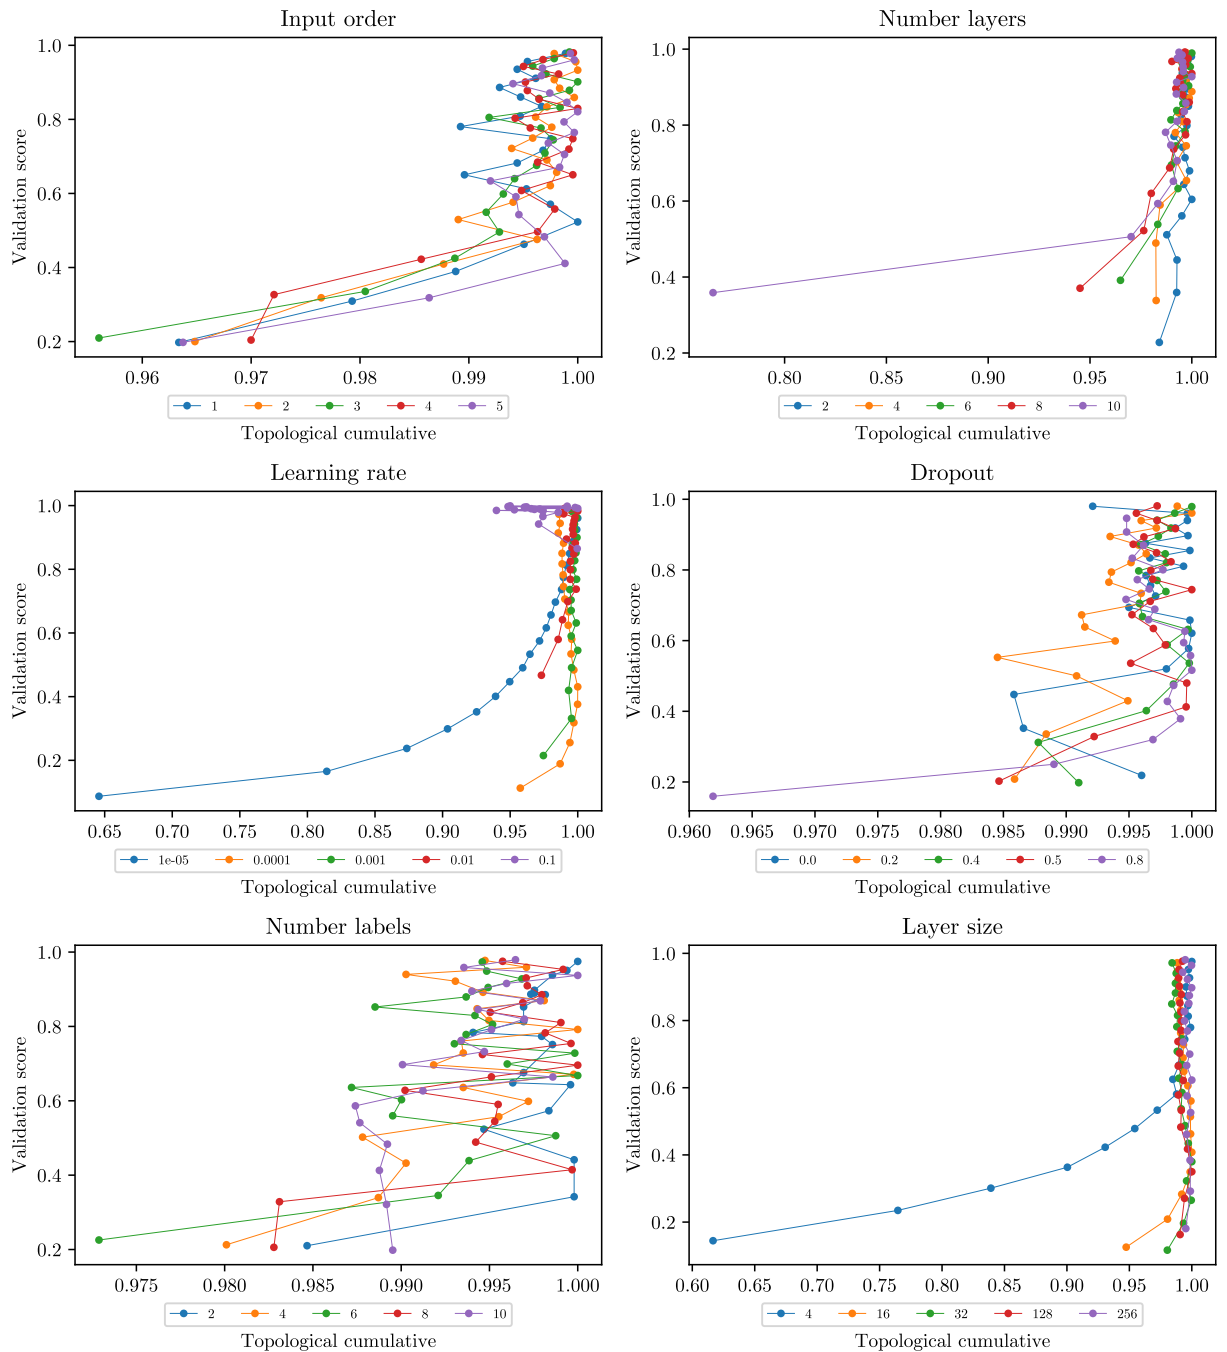 Input order
Validation score
1.0
0.8
0.6
0.4
0.2
0.96 0.97 0.98 0.99 1.00
1 2 3 4 5
Topological cumulative
Number layers
Validation score
1.0
0.8
0.6
0.4
0.2
0.80 0.85 0.90 0.95 1.00
2 4 6 8 10
Topological cumulative
Learning rate
Validation score
1.0
0.8
0.6
0.4
0.2
0.65 0.70 0.75 0.80 0.85 0.90 0.95 1.00
1e-05 0.0001 0.001 0.01 0.1
Topological cumulative
Dropout
Validation score
1.0
0.8
0.6
0.4
0.2
0.960 0.965 0.970 0.975 0.980 0.985 0.990 0.995 1.000
0.0 0.2 0.4 0.5 0.8
Topological cumulative
Number labels
Validation score
1.0
0.8
0.6
0.4
0.2
0.975 0.980 0.985 0.990 0.995 1.000
2 4 6 8 10
Topological cumulative
Layer size
Validation score
1.0
0.8
0.6
0.4
0.2
0.60 0.65 0.70 0.75 0.80 0.85 0.90 0.95 1.00
4 16 32 128 256
Topological cumulative